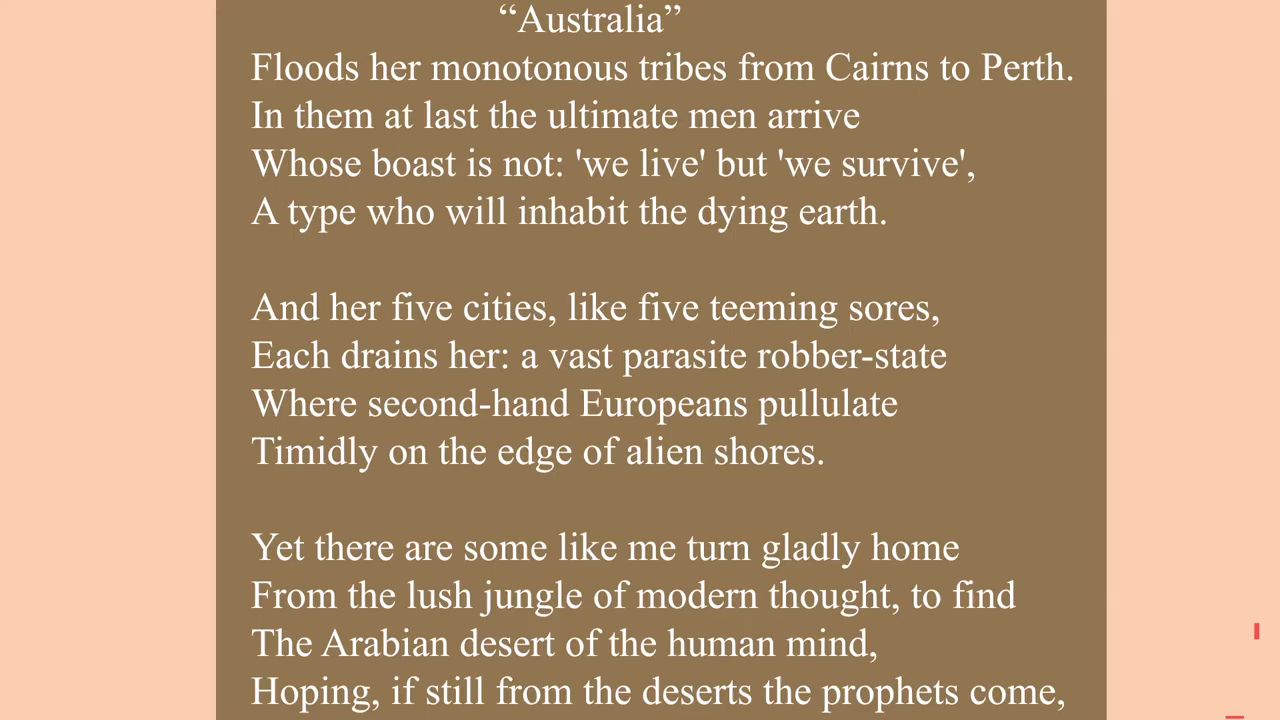 “Australia”
Floods her monotonous tribes from Cairns to Perth.
In them at last the ultimate men arrive
Whose boast is not: 'we live' but 'we survive',
A type who will inhabit the dying earth.
And her five cities, like five teeming sores,
Each drains her: a vast parasite robber-state
Where second-hand Europeans pullulate
Timidly on the edge of alien shores.
Yet there are some like me turn gladly home
From the lush jungle of modern thought, to find
The Arabian desert of the human mind,
Hoping, if still from the deserts the prophets come,